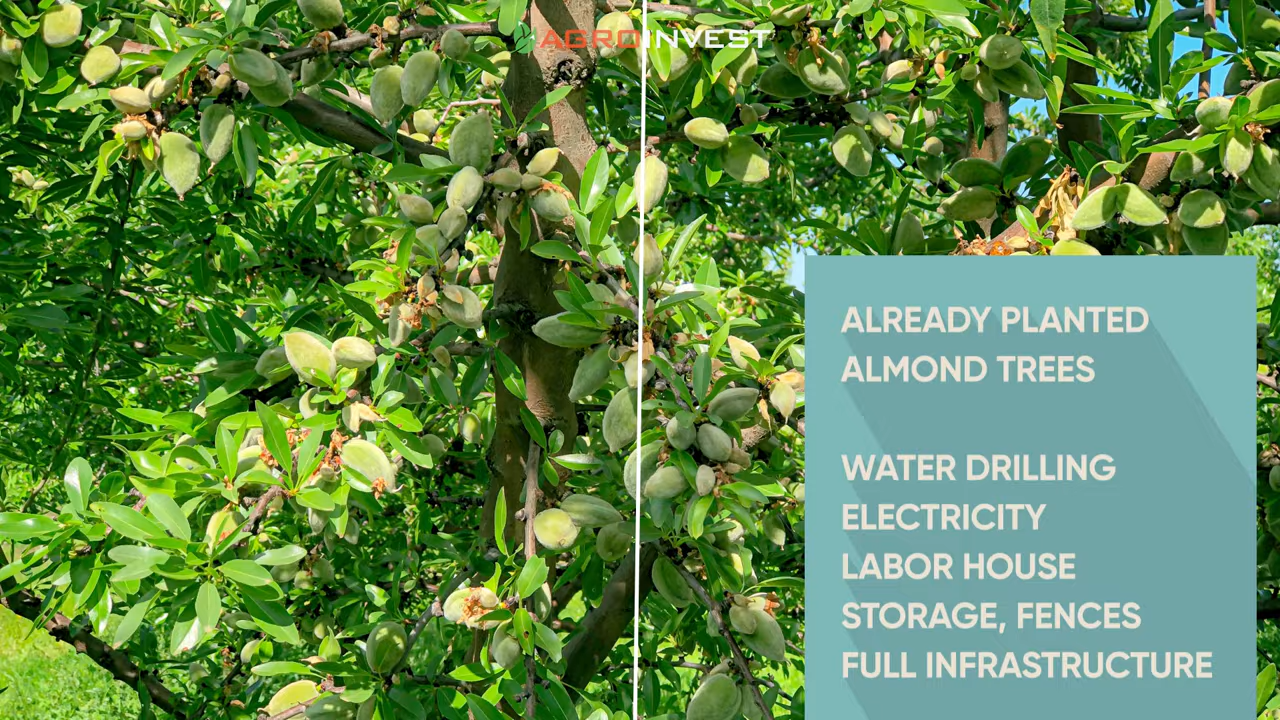 AGROINVEST
ALREADY PLANTED
ALMOND TREES
WATER DRILLING
ELECTRICITY
LABOR HOUSE
STORAGE, FENCES
FULL INFRASTRUCTURE